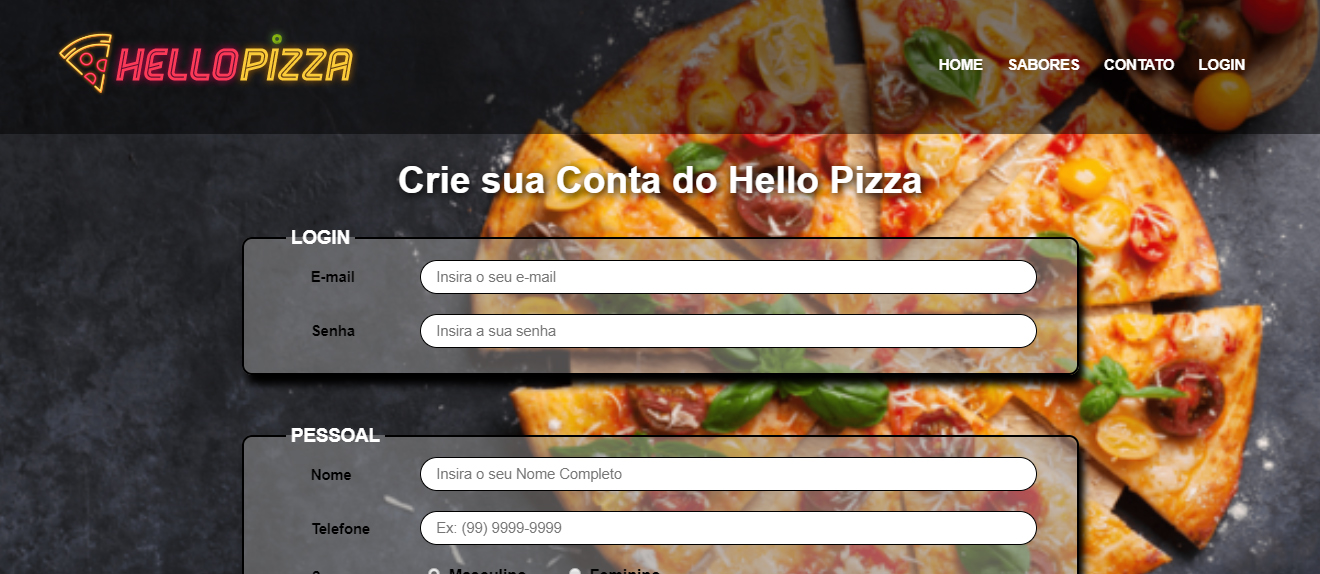 HELLOPIZZA
HOME SABORES CONTATO LOGIN
Crie sua Conta do Hello Pizza
LOGIN
E-mail Insira o seu e-mail
Senha Insira a sua senha
PESSOAL
Nome Insira o seu Nome Completo
Telefone Ex: (99) 9999-9999
Masculino Feminino